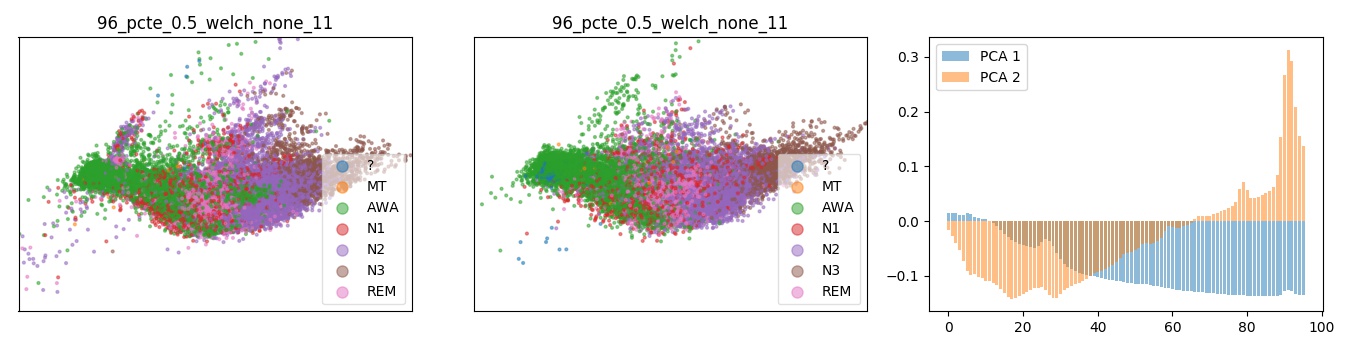 96_pcte_0.5_welch_none_11
?
MT
AWA
N1
N2
N3
REM
96_pcte_0.5_welch_none_11
?
MT
AWA
N1
N2
N3
REM
PCA 1
PCA 2
0.3
0.2
0.1
0.0
−0.1
0 20 40 60 80 100